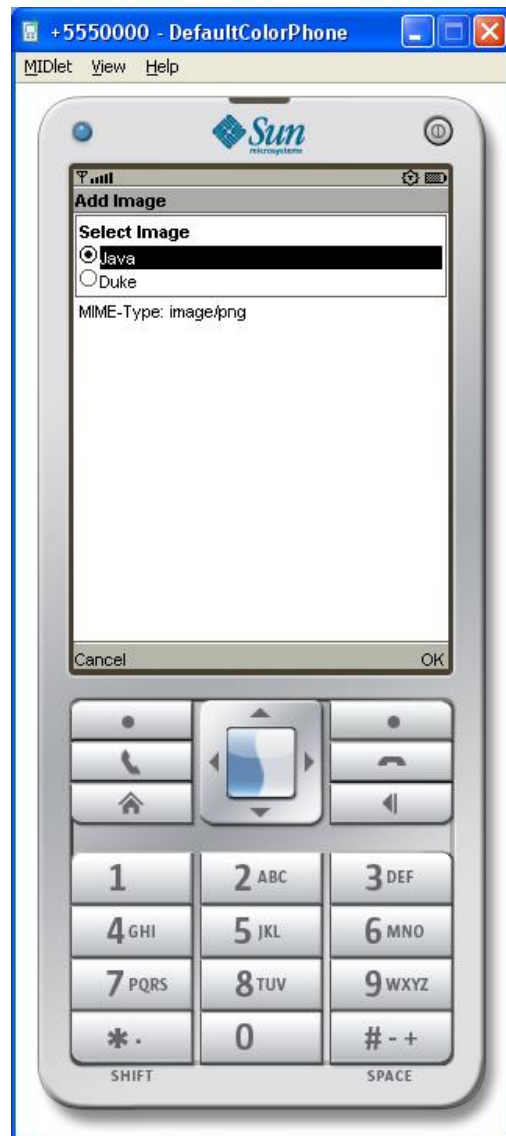 +5550000 - DefaultColorPhone
MIDlet View Help
Sun
microsystems
Add Image
Select Image
Java
Duke
MIME-Type: image/png
Cancel OK
1 2 ABC 3 DEF
4 GHI 5 JKL 6 MNO
7 PQRS 8 TUV 9 WXYZ
* . 0 # - +
SHIFT SPACE